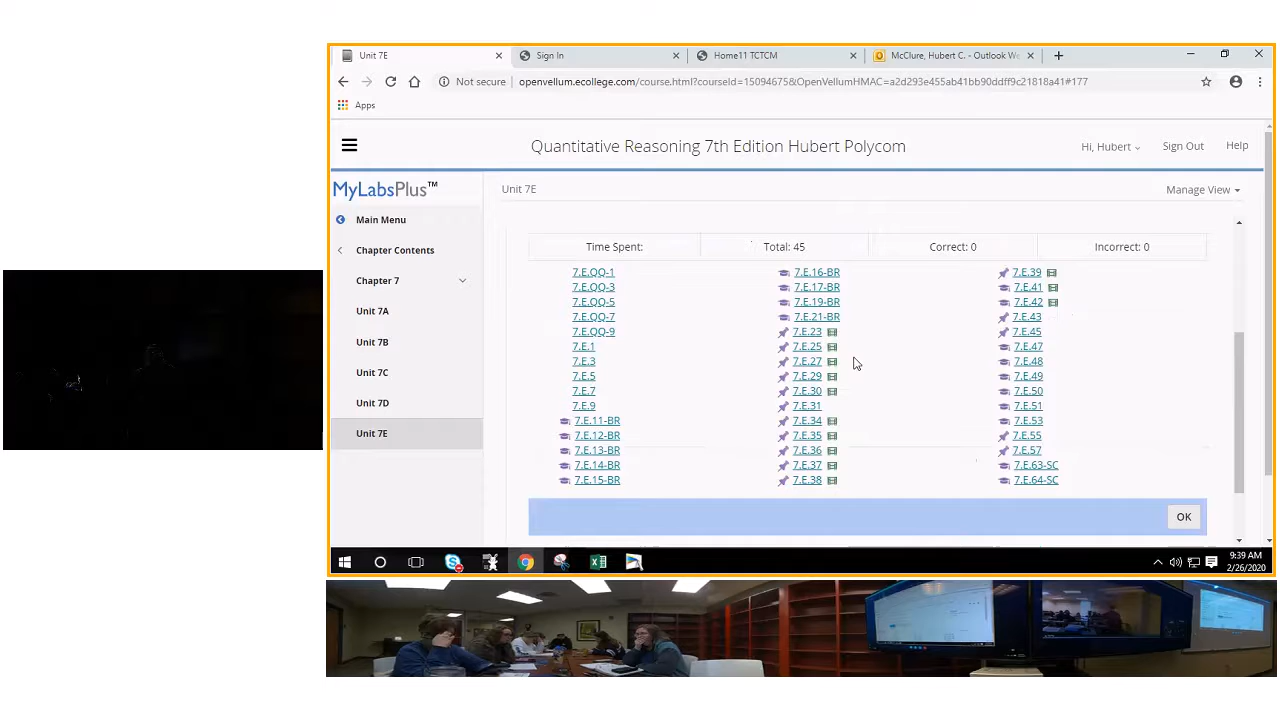 Unit 7E
Sign In
Home11 TCTCM
McClure, Hubert C. - Outlook We
Not secure
openvellum.ecollege.com/course.html?courseId=15094675&OpenVellumHMAC=a2d293e455ab41bb90ddff9c21818a41#177
Apps
Quantitative Reasoning 7th Edition Hubert Polycom
Hi, Hubert
Sign Out
Help
MyLabsPlus™
Unit 7E
Manage View
Main Menu
Chapter Contents
Chapter 7
Unit 7A
Unit 7B
Unit 7C
Unit 7D
Unit 7E
Time Spent:
Total: 45
Correct: 0
Incorrect: 0
7.E.QQ-1
7.E.QQ-3
7.E.QQ-5
7.E.QQ-7
7.E.QQ-9
7.E.1
7.E.3
7.E.5
7.E.7
7.E.9
7.E.11-BR
7.E.12-BR
7.E.13-BR
7.E.14-BR
7.E.15-BR
7.E.16-BR
7.E.17-BR
7.E.19-BR
7.E.21-BR
7.E.23
7.E.25
7.E.27
7.E.29
7.E.30
7.E.31
7.E.34
7.E.35
7.E.36
7.E.37
7.E.38
7.E.39
7.E.41
7.E.42
7.E.43
7.E.45
7.E.47
7.E.48
7.E.49
7.E.50
7.E.51
7.E.53
7.E.55
7.E.57
7.E.63-SC
7.E.64-SC
OK
9:39 AM
2/26/2020